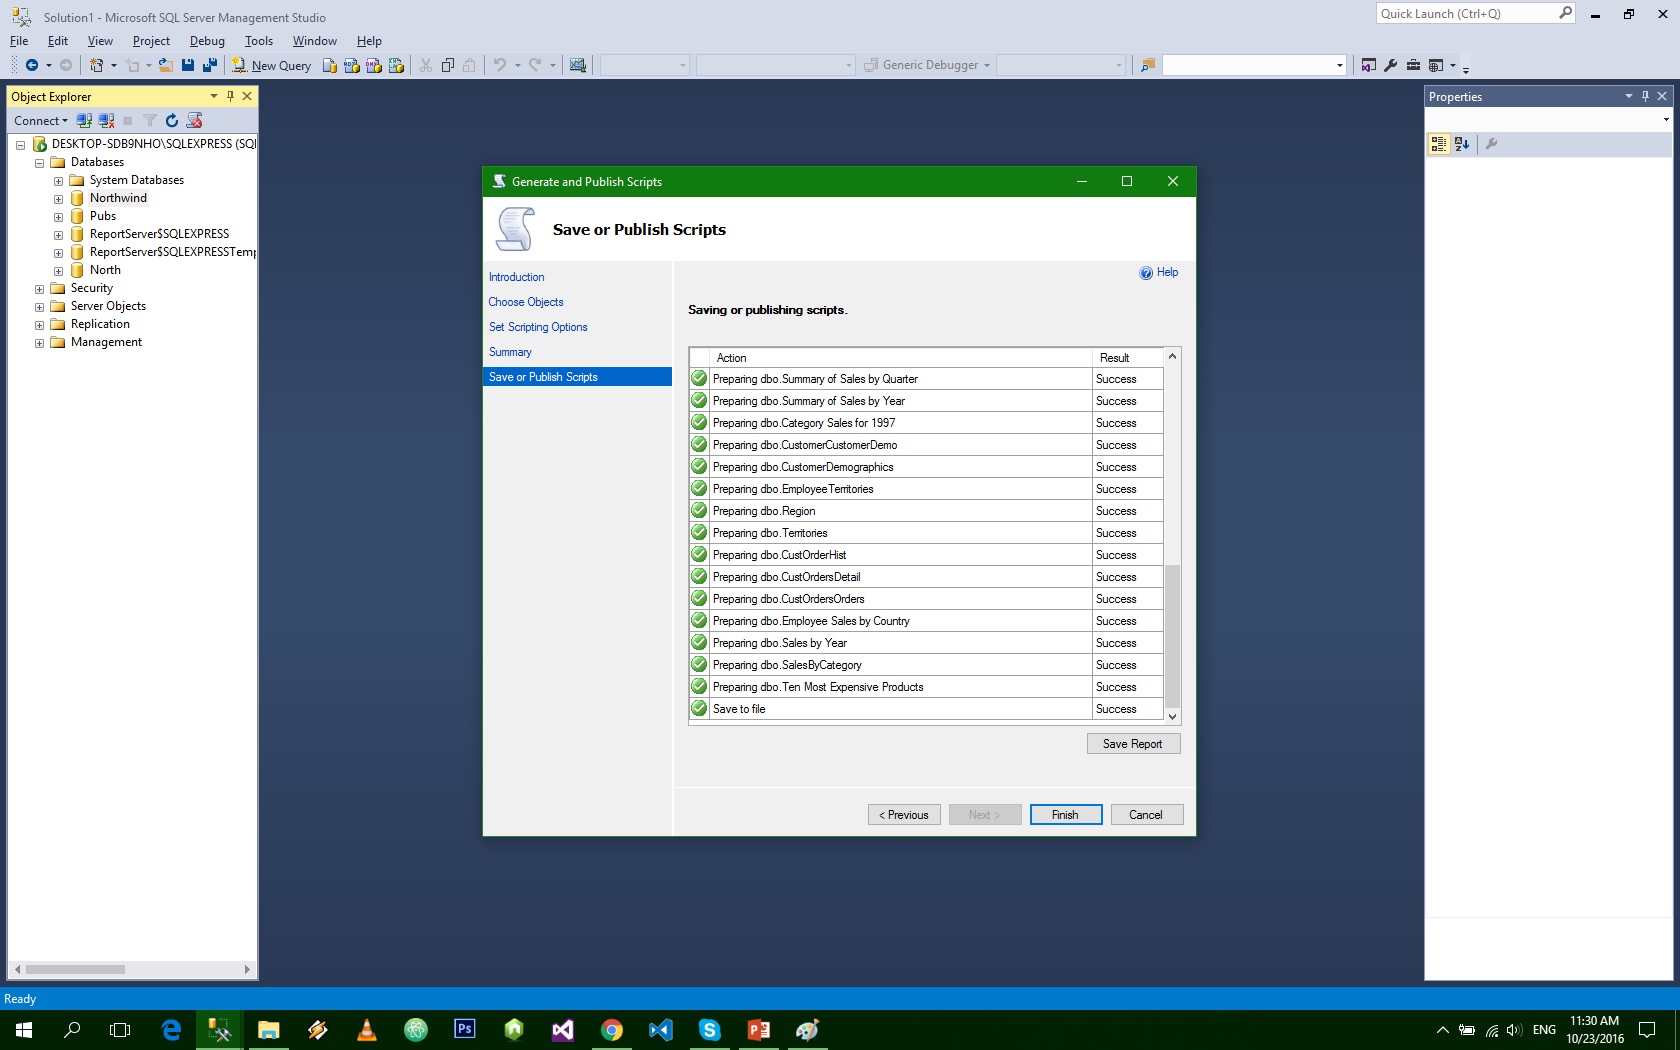 Solution1 - Microsoft SQL Server Management Studio
Quick Launch (Ctrl+Q)
File Edit View Project Debug Tools Window Help
New Query
Generic Debugger
Object Explorer
Connect
DESKTOP-SDB9NHO\SQLEXPRESS (SQ
Databases
System Databases
Northwind
Pubs
ReportServer$SQLEXPRESS
ReportServer$SQLEXPRESSTemp
North
Security
Server Objects
Replication
Management
Generate and Publish Scripts
Save or Publish Scripts
Introduction
Choose Objects
Set Scripting Options
Summary
Save or Publish Scripts
Help
Saving or publishing scripts.
Action Result
Preparing dbo.Summary of Sales by Quarter Success
Preparing dbo.Summary of Sales by Year Success
Preparing dbo.Category Sales for 1997 Success
Preparing dbo.CustomerCustomerDemo Success
Preparing dbo.CustomerDemographics Success
Preparing dbo.EmployeeTerritories Success
Preparing dbo.Region Success
Preparing dbo.Territories Success
Preparing dbo.CustOrderHist Success
Preparing dbo.CustOrdersDetail Success
Preparing dbo.CustOrdersOrders Success
Preparing dbo.Employee Sales by Country Success
Preparing dbo.Sales by Year Success
Preparing dbo.SalesByCategory Success
Preparing dbo.Ten Most Expensive Products Success
Save to file Success
Save Report
< Previous Next > Finish Cancel
Properties
Ready
Ps
ENG
11:30 AM
10/23/2016